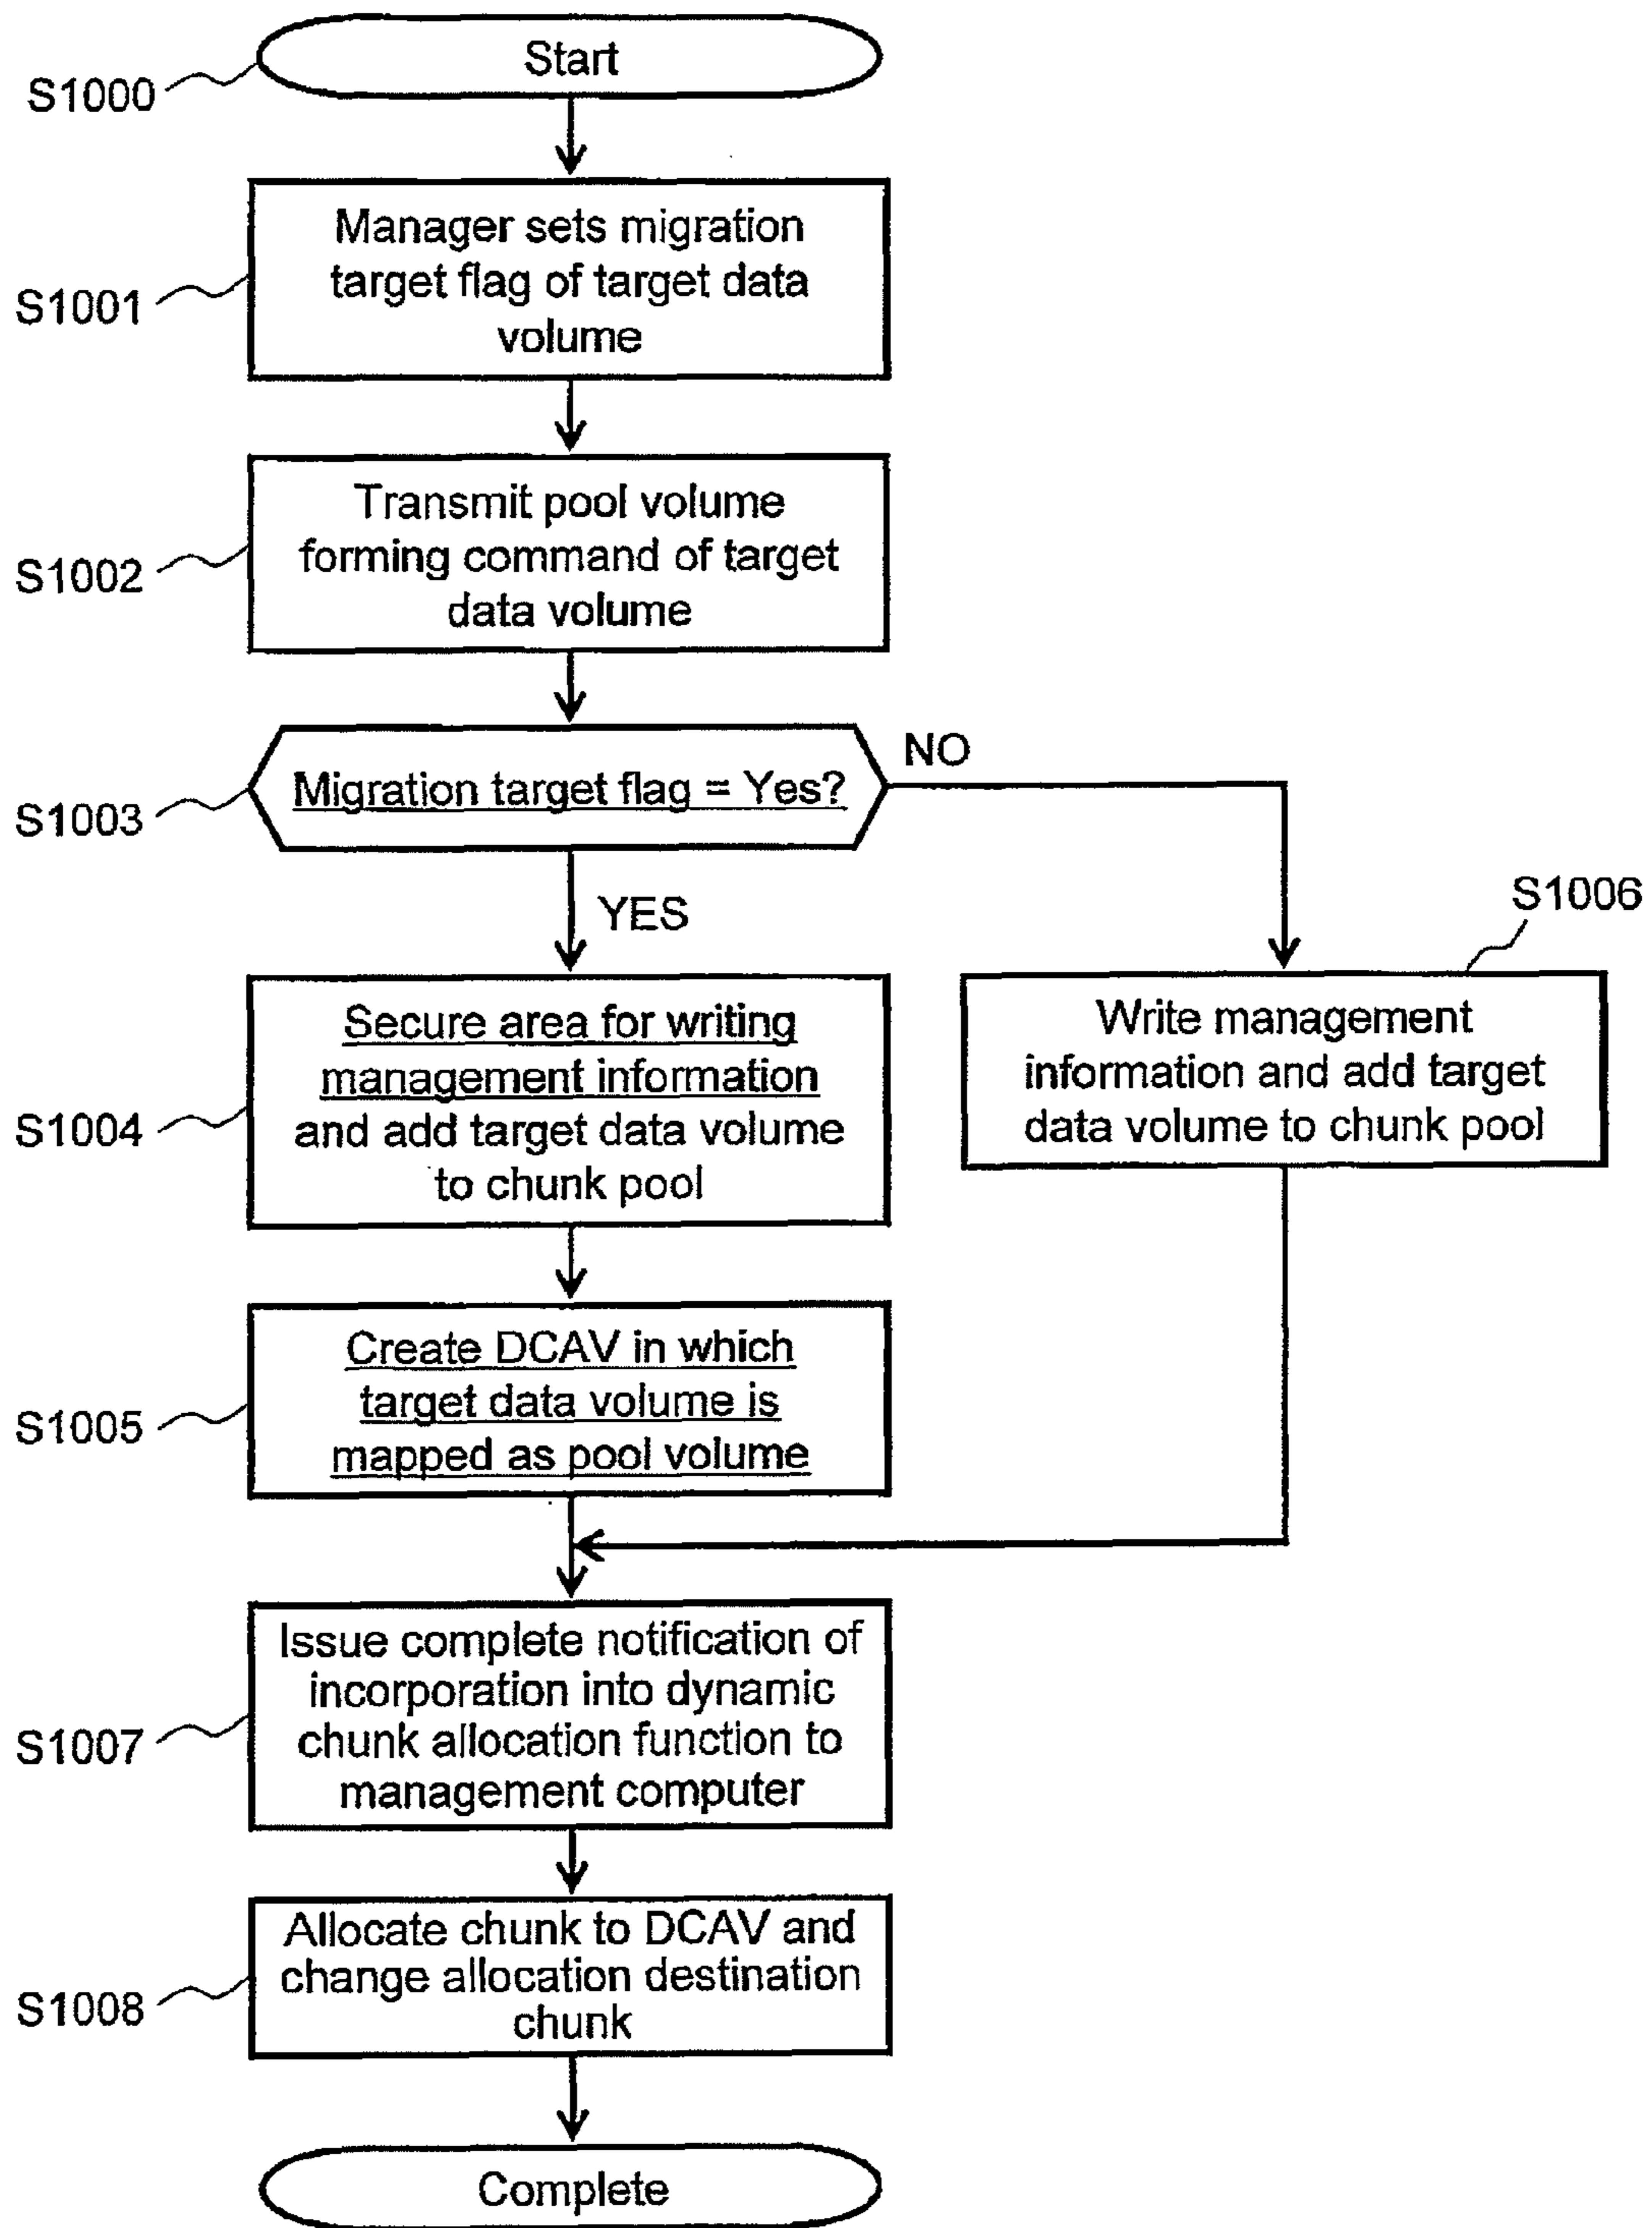 Start
S1000
Manager sets migration
target flag of target data
volume
S1001
Transmit pool volume
forming command of target
data volume
S1002
NO
Migration target flag = Yes?
S1003
YES
S1006
Secure area for writing
management information
and add target data volume
to chunk pool
S1004
Write management
information and add target
data volume to chunk pool
Create DCAV in which
target data volume is
mapped as pool volume
S1005
Issue complete notification of
incorporation into dynamic
chunk allocation function to
management computer
S1007
Allocate chunk to DCAV and
change allocation destination
chunk
S1008
Complete